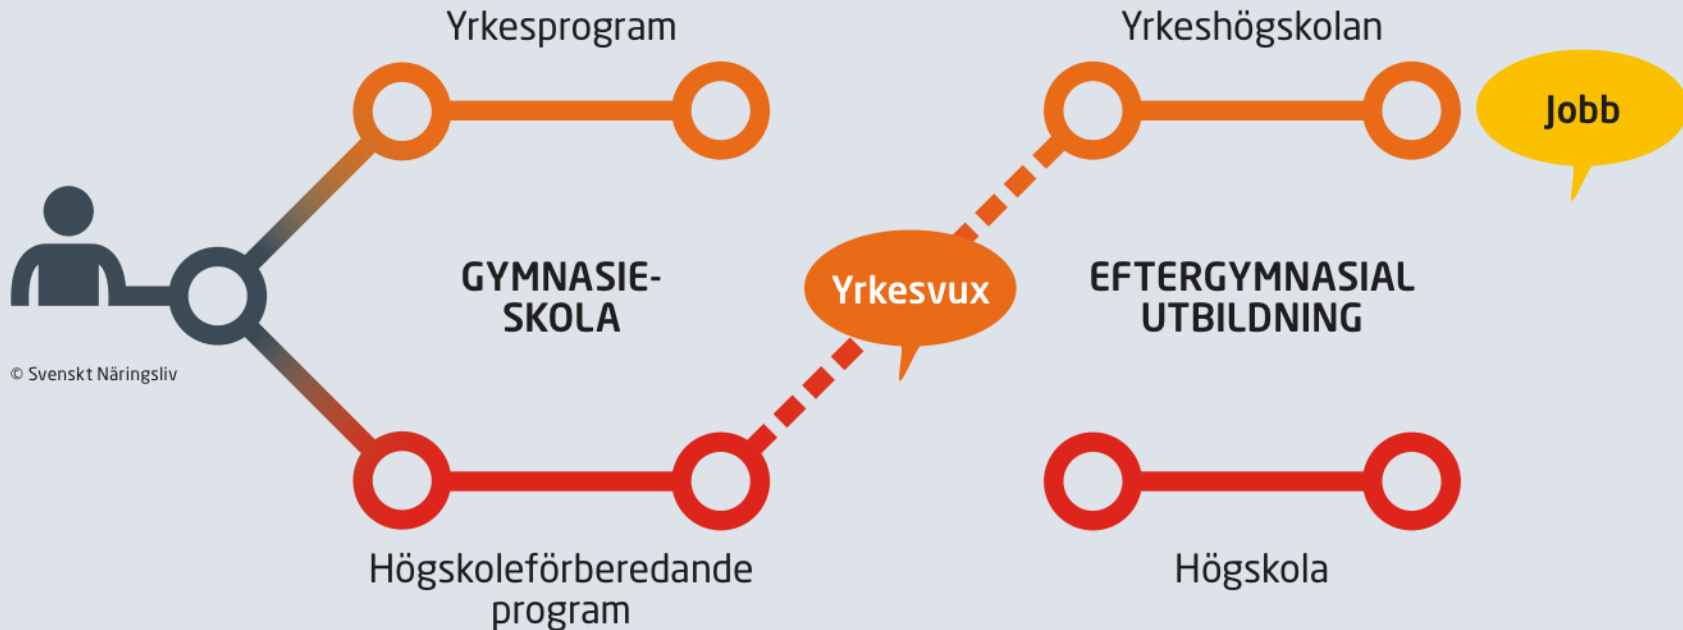 Yrkesprogram
Yrkeshögskolan
Jobb
GYMNASIE-
SKOLA
Yrkesvux
EFTERGYMNASIAL
UTBILDNING
© Svenskt Näringsliv
Högskoleförberedande
program
Högskola